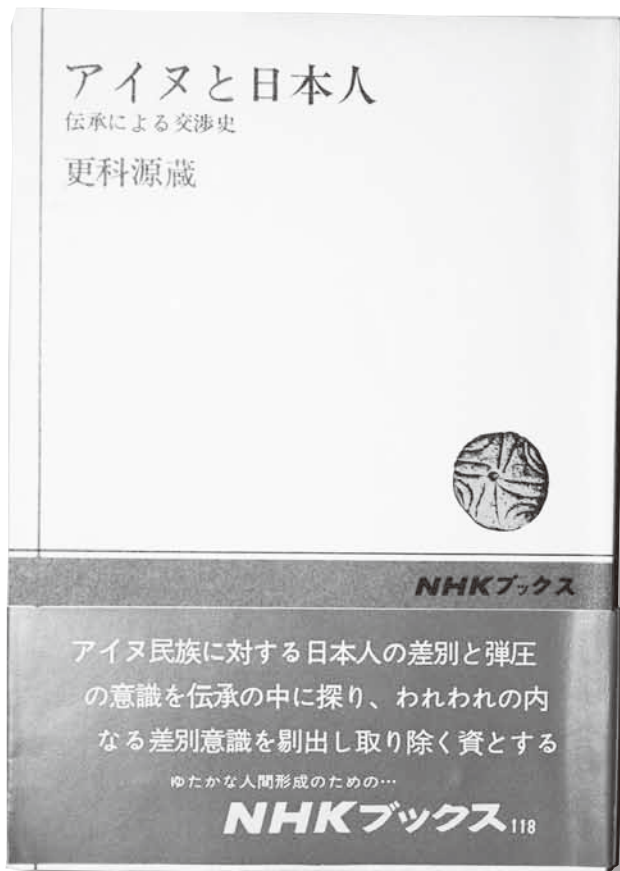 アイヌと日本人
伝承による交渉史
更科源蔵
NHKブックス
アイヌ民族に対する日本人の差別と弾圧
の意識を伝承の中に探り、われわれの内
なる差別意識を剔出し取り除く資とする
ゆたかな人間形成のための…
NHKブックス118